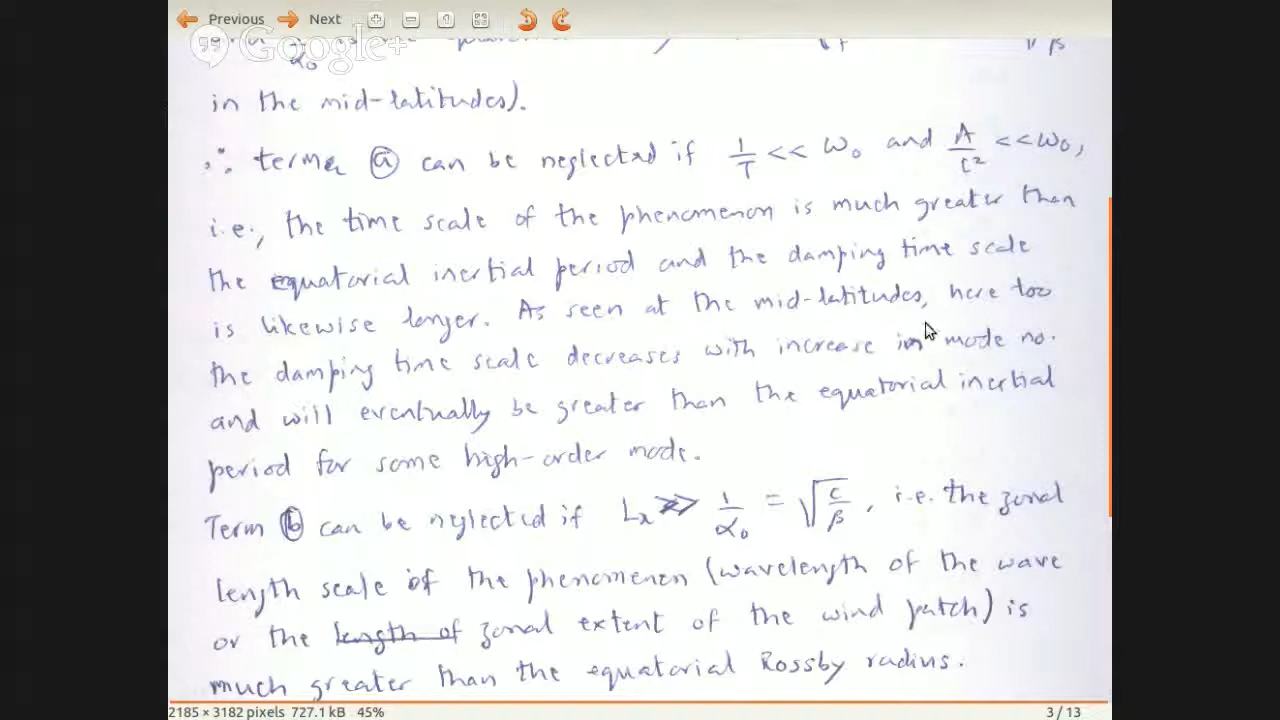 Previous Next
Google+
α₀
β
in the mid-latitudes).
∴ terms ⓐ can be neglected if 1/T << ω₀ and A/c² << ω₀,
i.e., the time scale of the phenomenon is much greater than
the equatorial inertial period and the damping time scale
is likewise longer. As seen at the mid-latitudes, here too
the damping time scale decreases with increase in mode no.
and will eventually be greater than the equatorial inertial
period for some high-order mode.
Term ⓑ can be neglected if Lx >> 1/α₀ = √(c/β), i.e. the zonal
length scale of the phenomenon (wavelength of the wave
or the length of zonal extent of the wind patch) is
much greater than the equatorial Rossby radius.
2185 × 3182 pixels 727.1 kB 45% 3 / 13